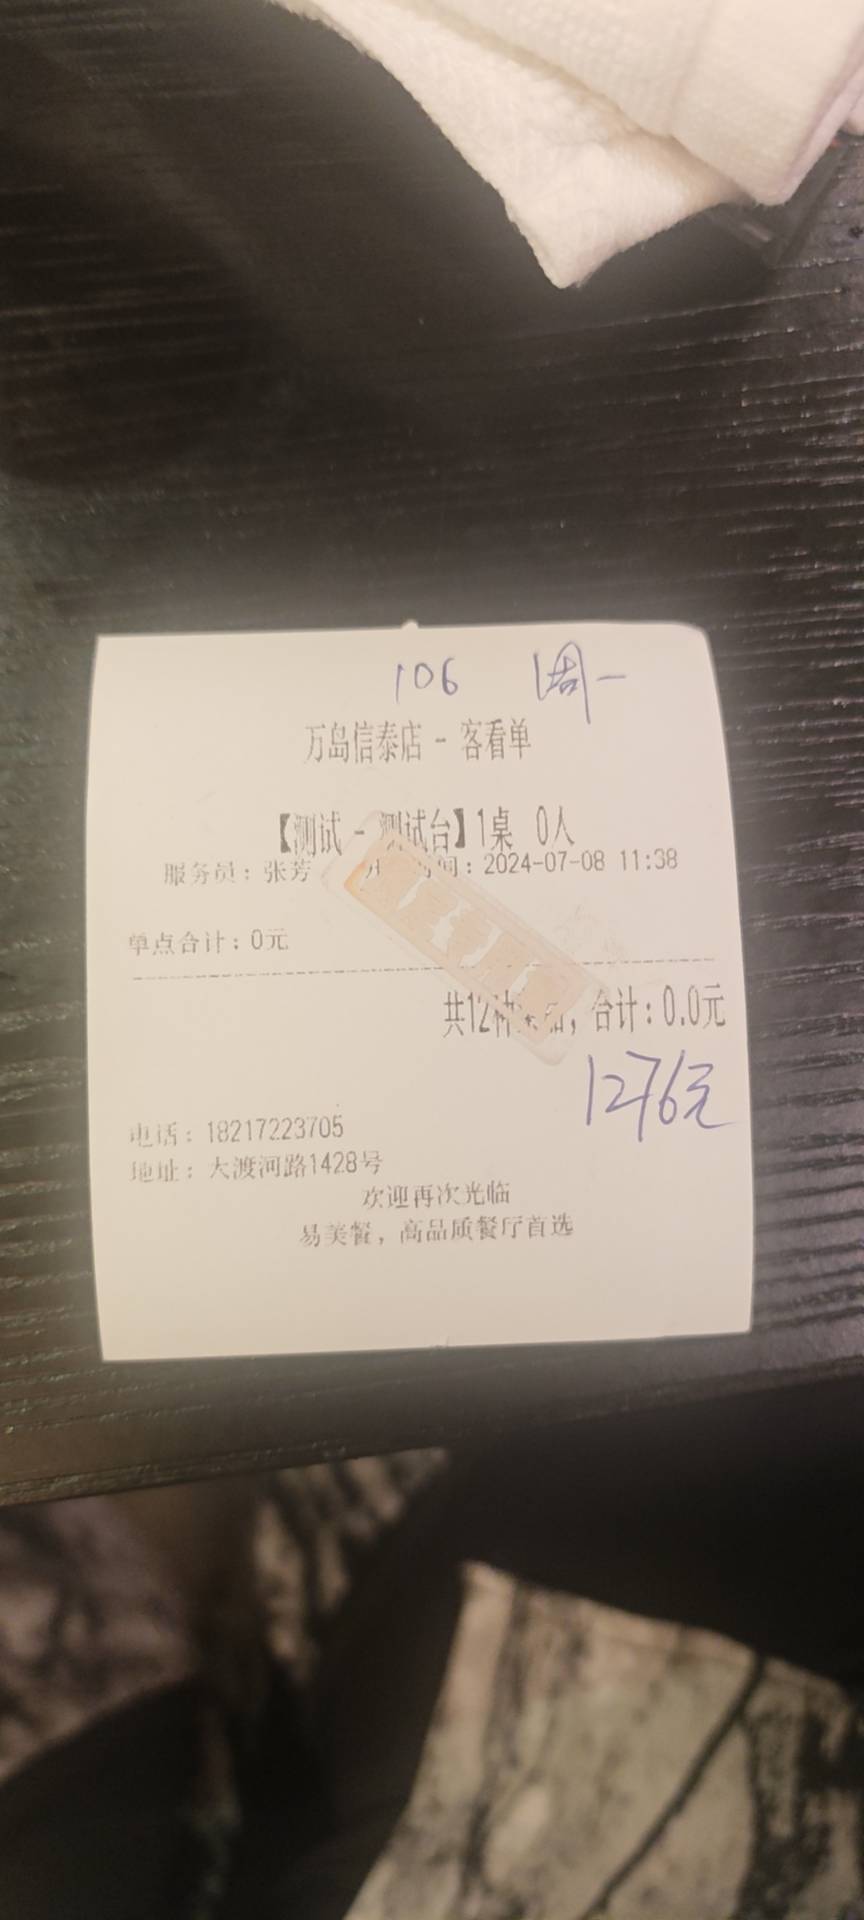 106 周一
万岛信泰店 - 客看单
【测试 - 测试台】1桌 0人
服务员：张芳 间：2024-07-08 11:38
单点合计：0元
共12种 ，合计：0.0元
1276元
电话：18217223705
地址：大渡河路1428号
欢迎再次光临
易美餐，高品质餐厅首选